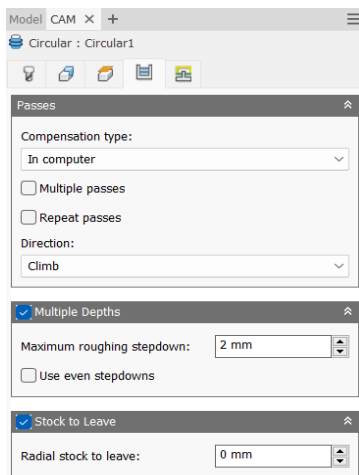 Model CAM
Circular : Circular1
Passes
Compensation type:
In computer
Multiple passes
Repeat passes
Direction:
Climb
Multiple Depths
Maximum roughing stepdown: 2 mm
Use even stepdowns
Stock to Leave
Radial stock to leave: 0 mm